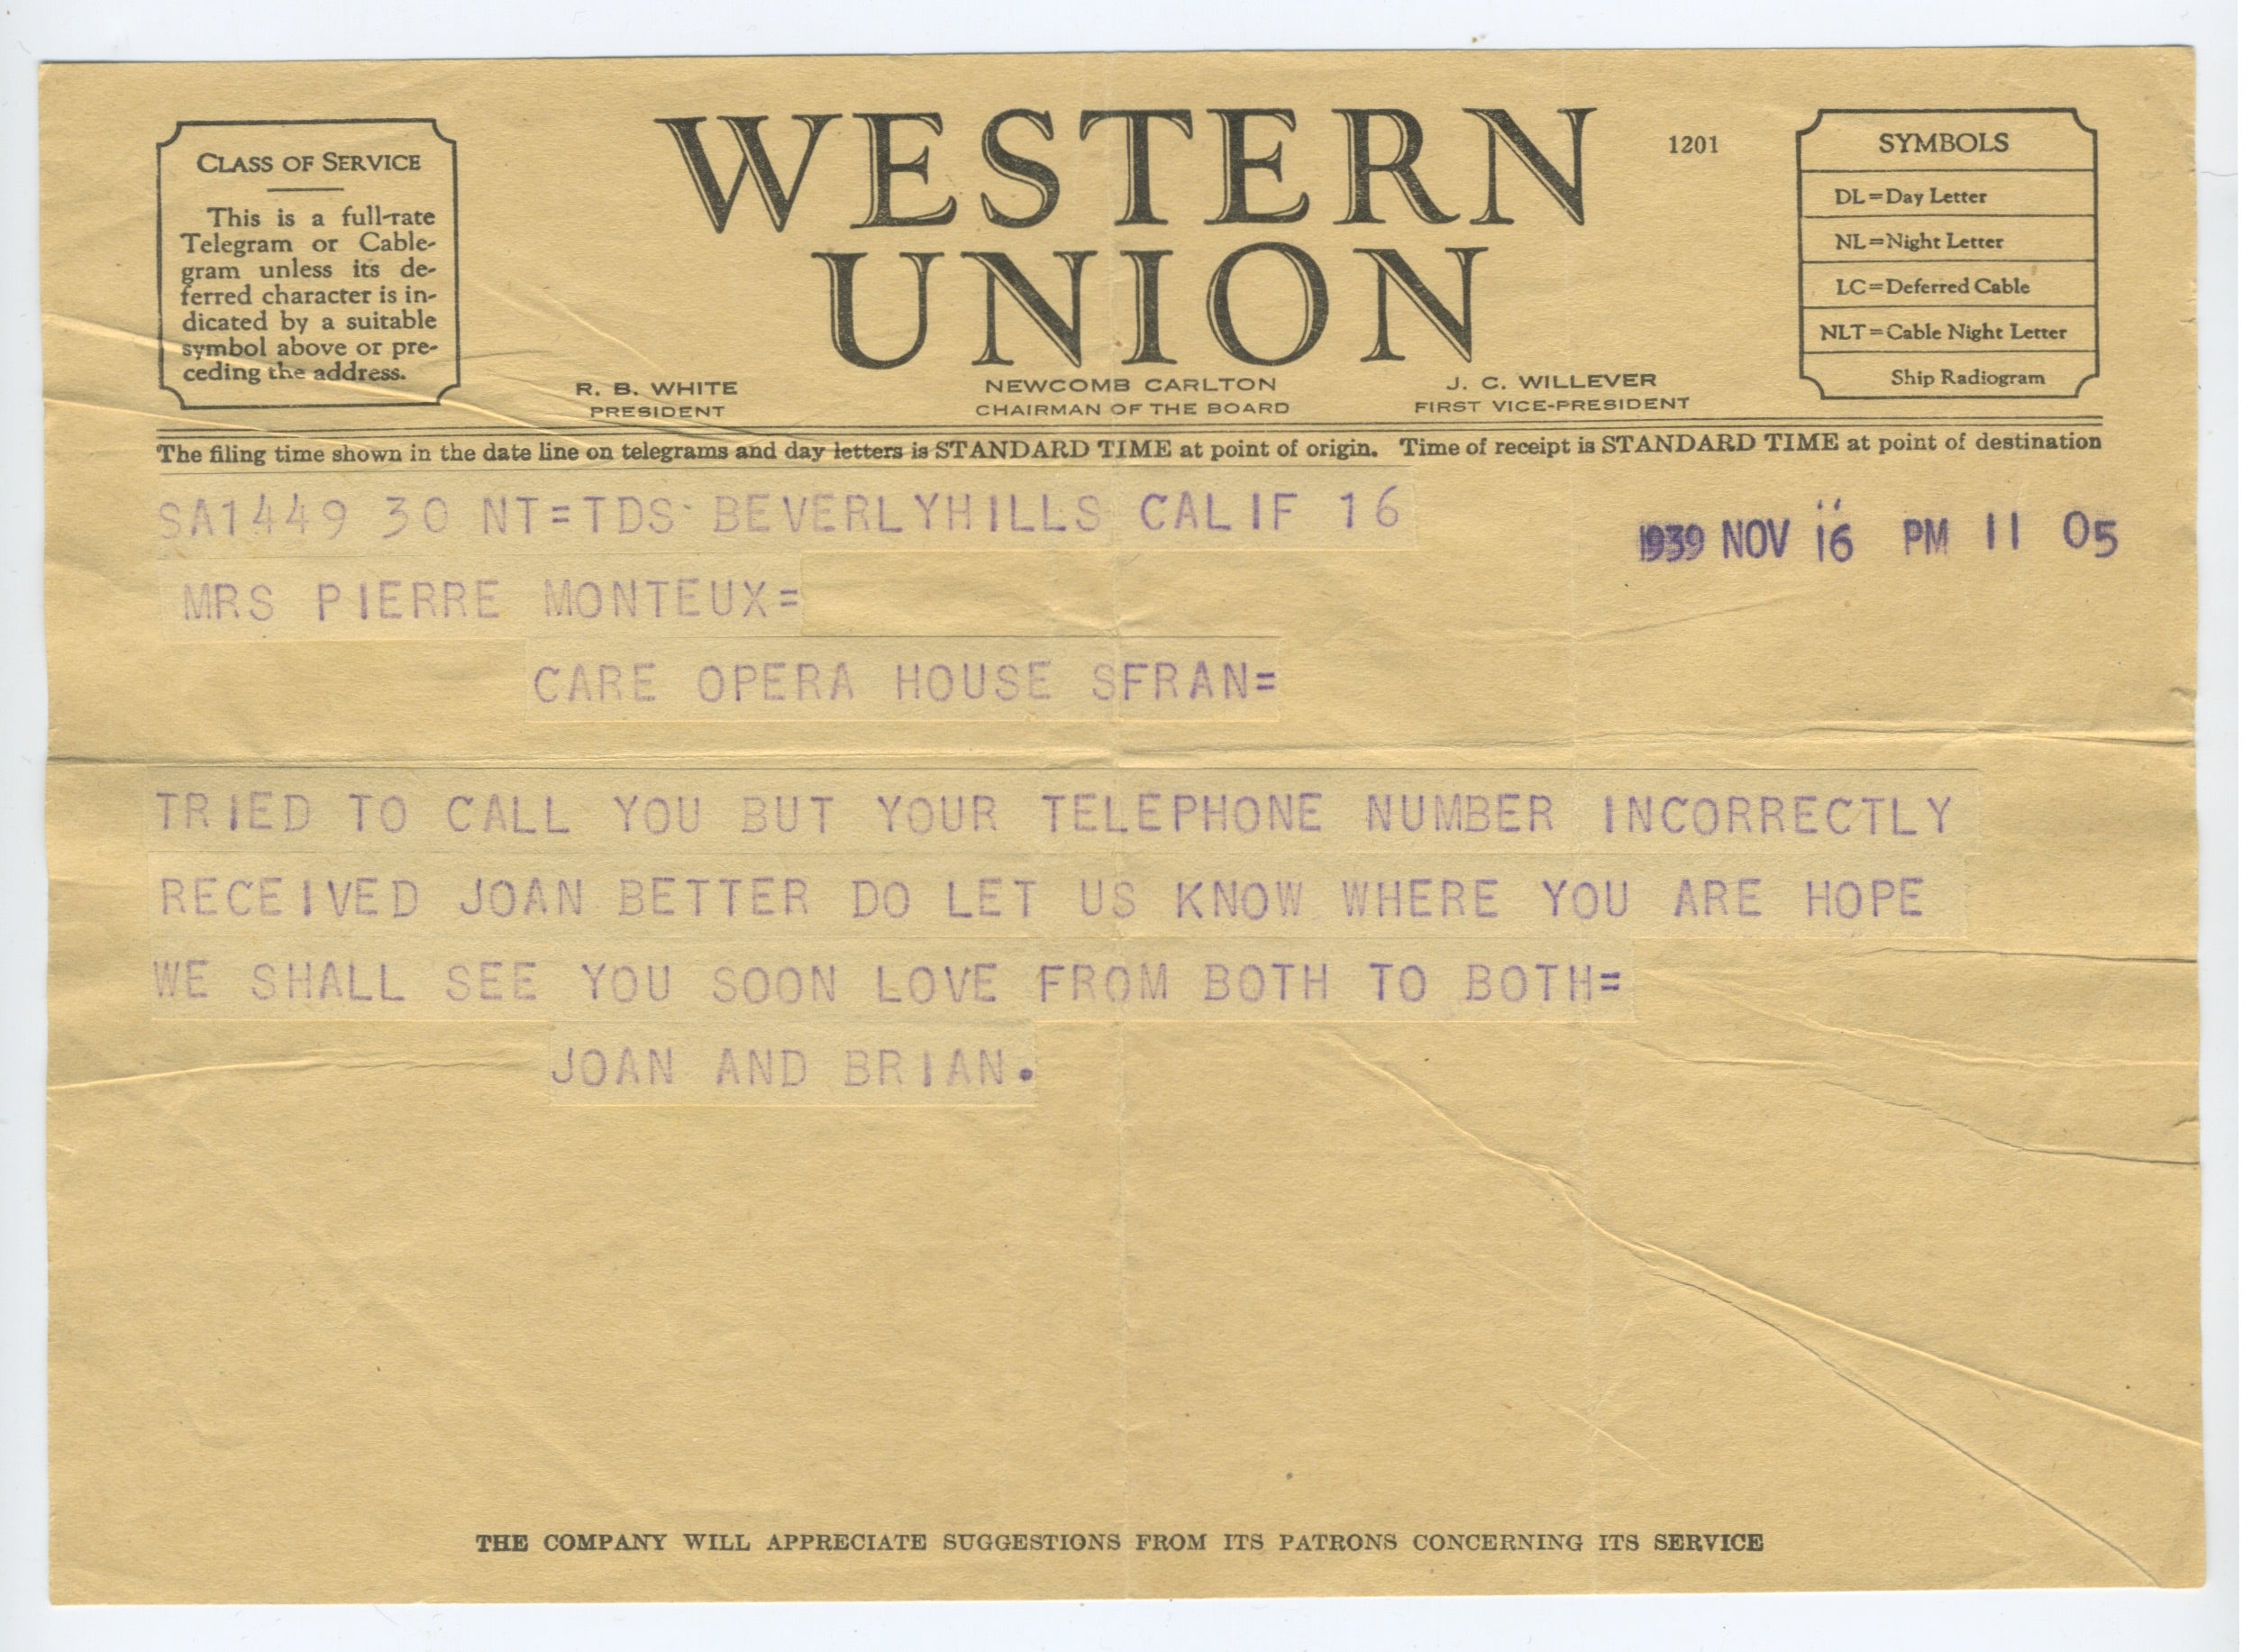 CLASS OF SERVICE
This is a full-rate
Telegram or Cable-
gram unless its de-
ferred character is in-
dicated by a suitable
symbol above or pre-
ceding the address.
WESTERN
UNION
1201
R. B. WHITE
PRESIDENT
NEWCOMB CARLTON
CHAIRMAN OF THE BOARD
J. C. WILLEVER
FIRST VICE-PRESIDENT
SYMBOLS
DL=Day Letter
NL=Night Letter
LC=Deferred Cable
NLT=Cable Night Letter
Ship Radiogram
The filing time shown in the date line on telegrams and day letters is STANDARD TIME at point of origin. Time of receipt is STANDARD TIME at point of destination
SA1449 30 NT=TDS BEVERLYHILLS CALIF 16
1939 NOV 16 PM 11 05
MRS PIERRE MONTEUX=
CARE OPERA HOUSE SFRAN=
TRIED TO CALL YOU BUT YOUR TELEPHONE NUMBER INCORRECTLY
RECEIVED JOAN BETTER DO LET US KNOW WHERE YOU ARE HOPE
WE SHALL SEE YOU SOON LOVE FROM BOTH TO BOTH=
JOAN AND BRIAN.
THE COMPANY WILL APPRECIATE SUGGESTIONS FROM ITS PATRONS CONCERNING ITS SERVICE